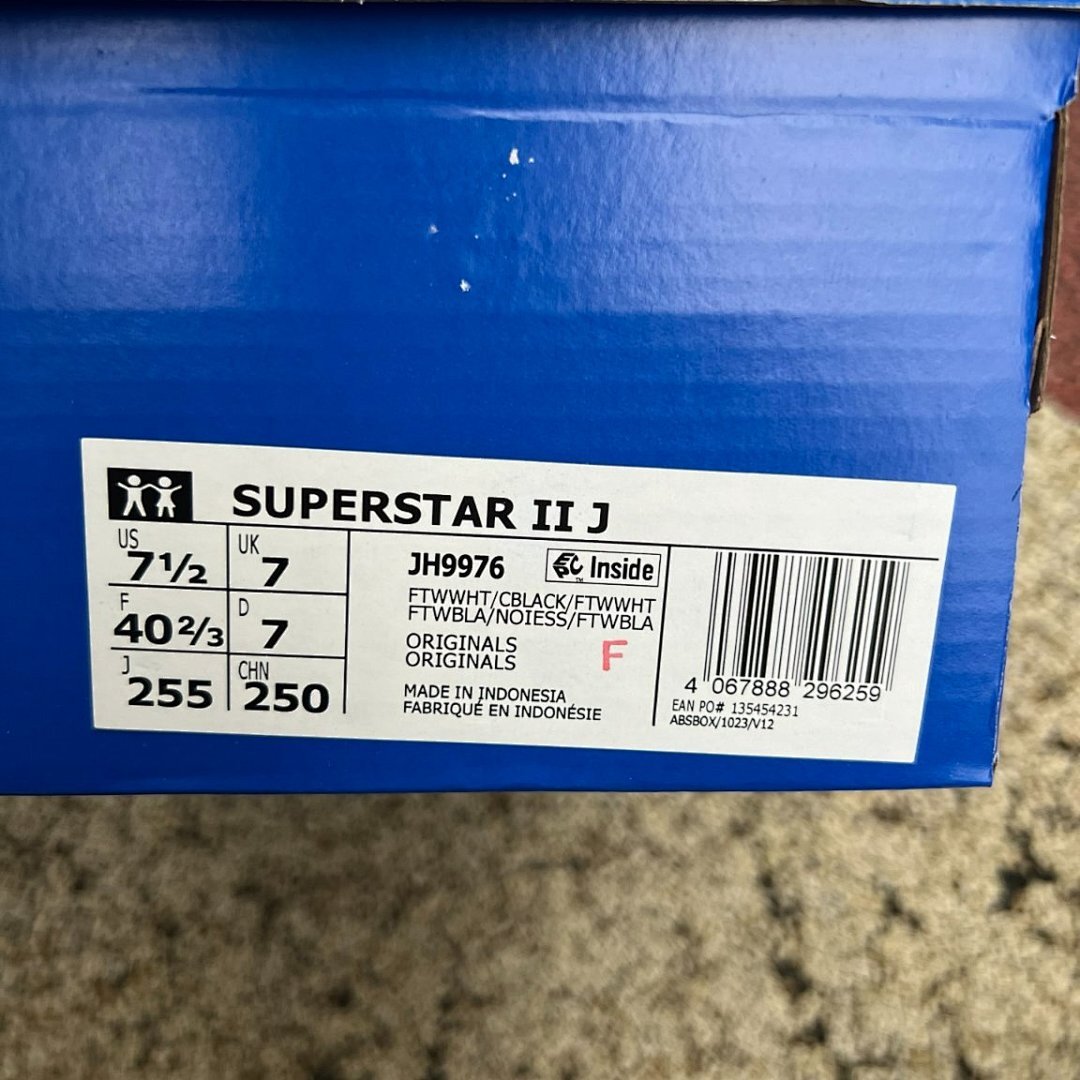 SUPERSTAR II J
US 7½ UK 7
F 40⅔ D 7
J 255 CHN 250
JH9976 Inside
™
FTWWHT/CBLACK/FTWWHT
FTWBLA/NOIESS/FTWBLA
ORIGINALS
ORIGINALS
F
MADE IN INDONESIA
FABRIQUÉ EN INDONÉSIE
4 067888 296259
EAN PO# 135454231
ABSBOX/1023/V12